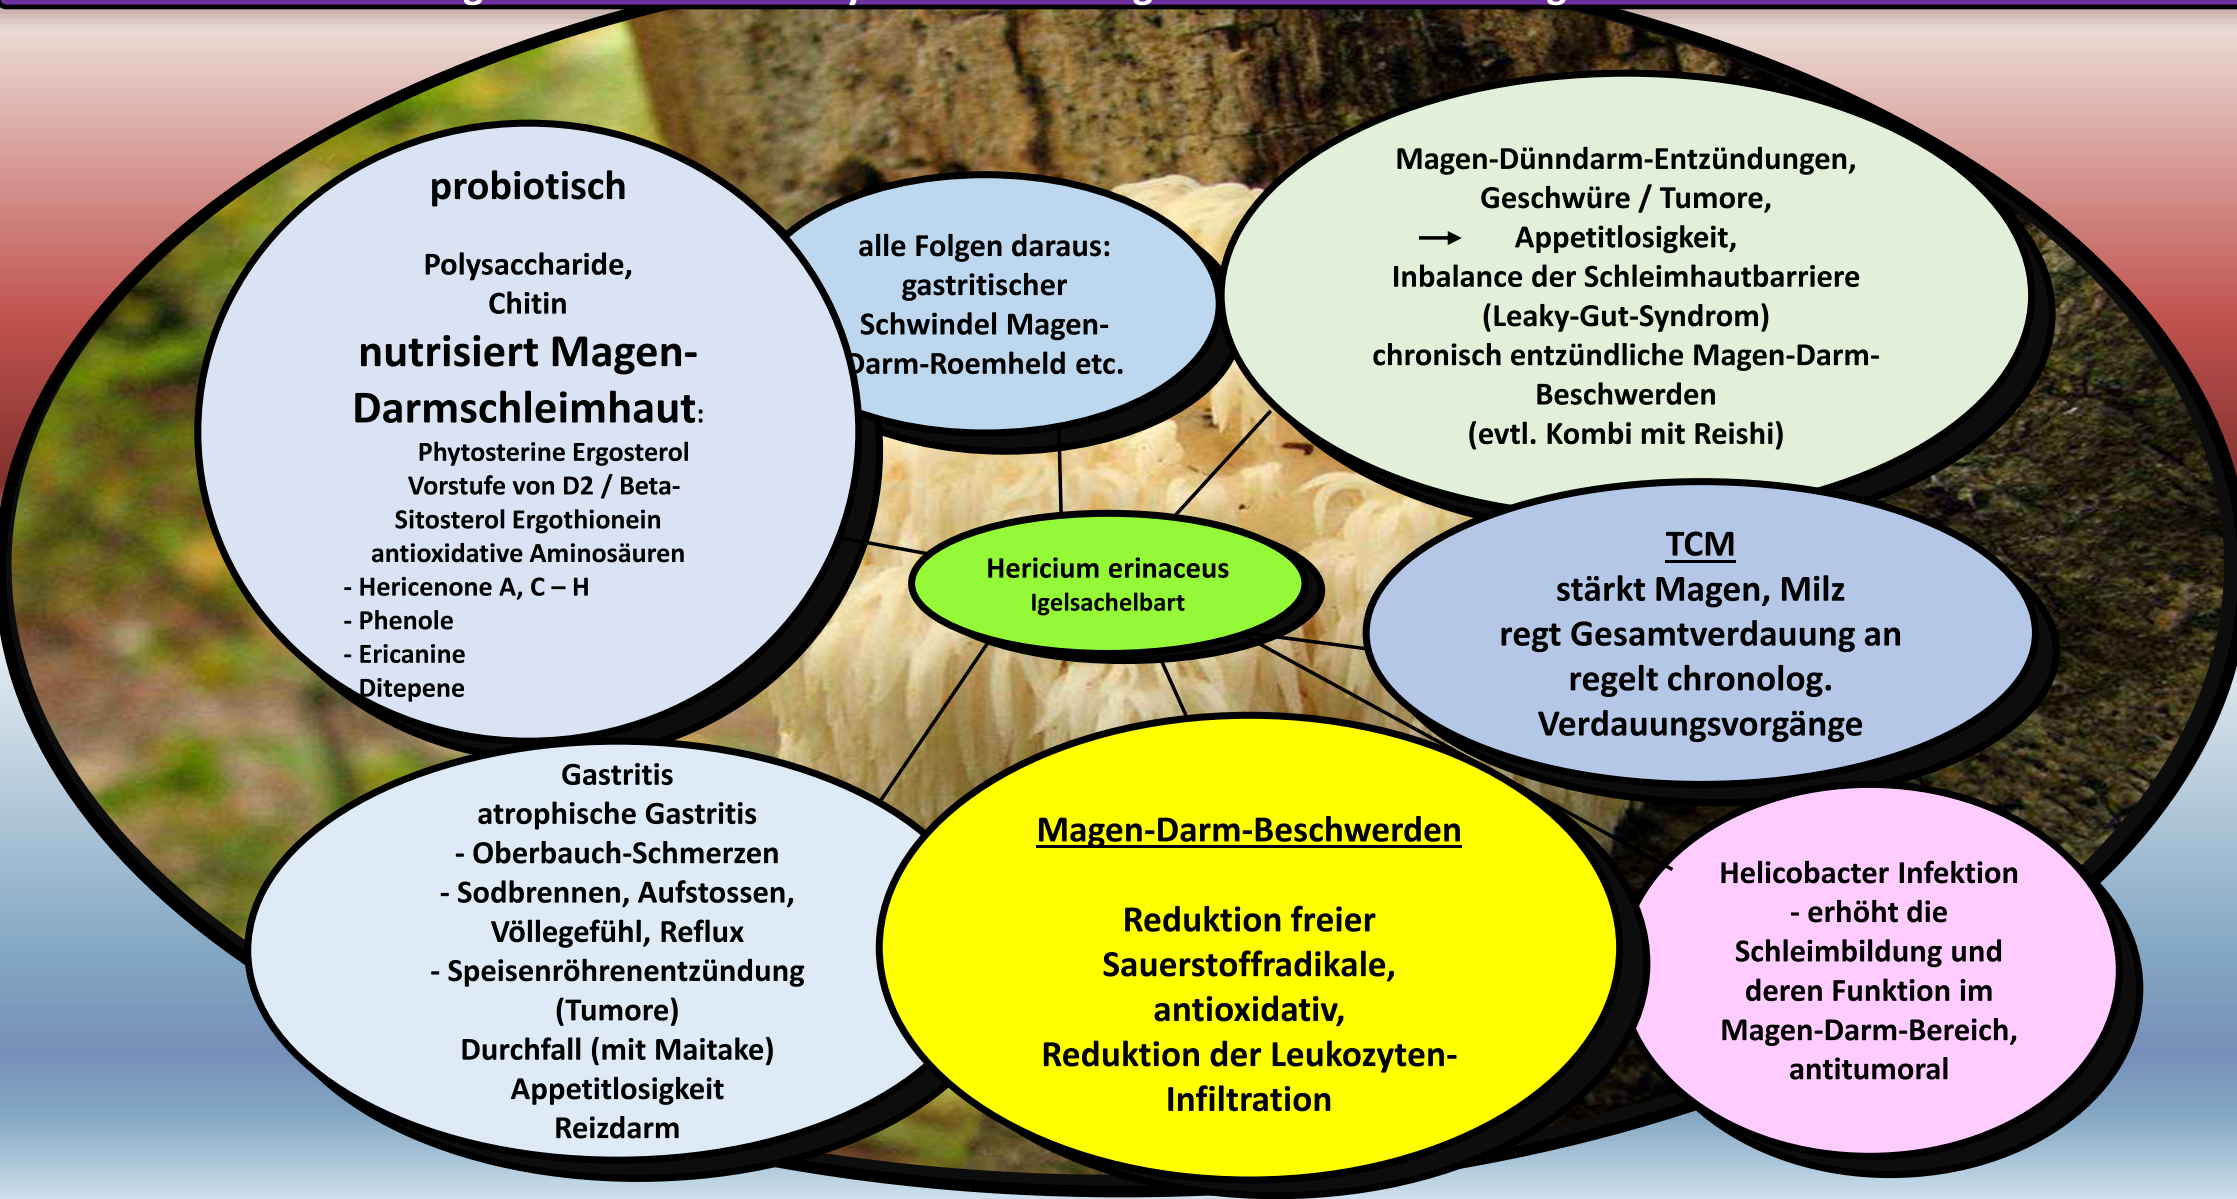 probiotisch
Polysaccharide,
Chitin
nutrisiert Magen-
Darmschleimhaut:
Phytosterine Ergosterol
Vorstufe von D2 / Beta-
Sitosterol Ergothionein
antioxidative Aminosäuren
- Hericenone A, C – H
- Phenole
- Ericanine
Ditepene
alle Folgen daraus:
gastritischer
Schwindel Magen-
Darm-Roemheld etc.
Magen-Dünndarm-Entzündungen,
Geschwüre / Tumore,
→ Appetitlosigkeit,
Inbalance der Schleimhautbarriere
(Leaky-Gut-Syndrom)
chronisch entzündliche Magen-Darm-
Beschwerden
(evtl. Kombi mit Reishi)
Hericium erinaceus
Igelsachelbart
TCM
stärkt Magen, Milz
regt Gesamtverdauung an
regelt chronolog.
Verdauungsvorgänge
Gastritis
atrophische Gastritis
- Oberbauch-Schmerzen
- Sodbrennen, Aufstossen,
Völlegefühl, Reflux
- Speisenröhrenentzündung
(Tumore)
Durchfall (mit Maitake)
Appetitlosigkeit
Reizdarm
Magen-Darm-Beschwerden
Reduktion freier
Sauerstoffradikale,
antioxidativ,
Reduktion der Leukozyten-
Infiltration
Helicobacter Infektion
- erhöht die
Schleimbildung und
deren Funktion im
Magen-Darm-Bereich,
antitumoral